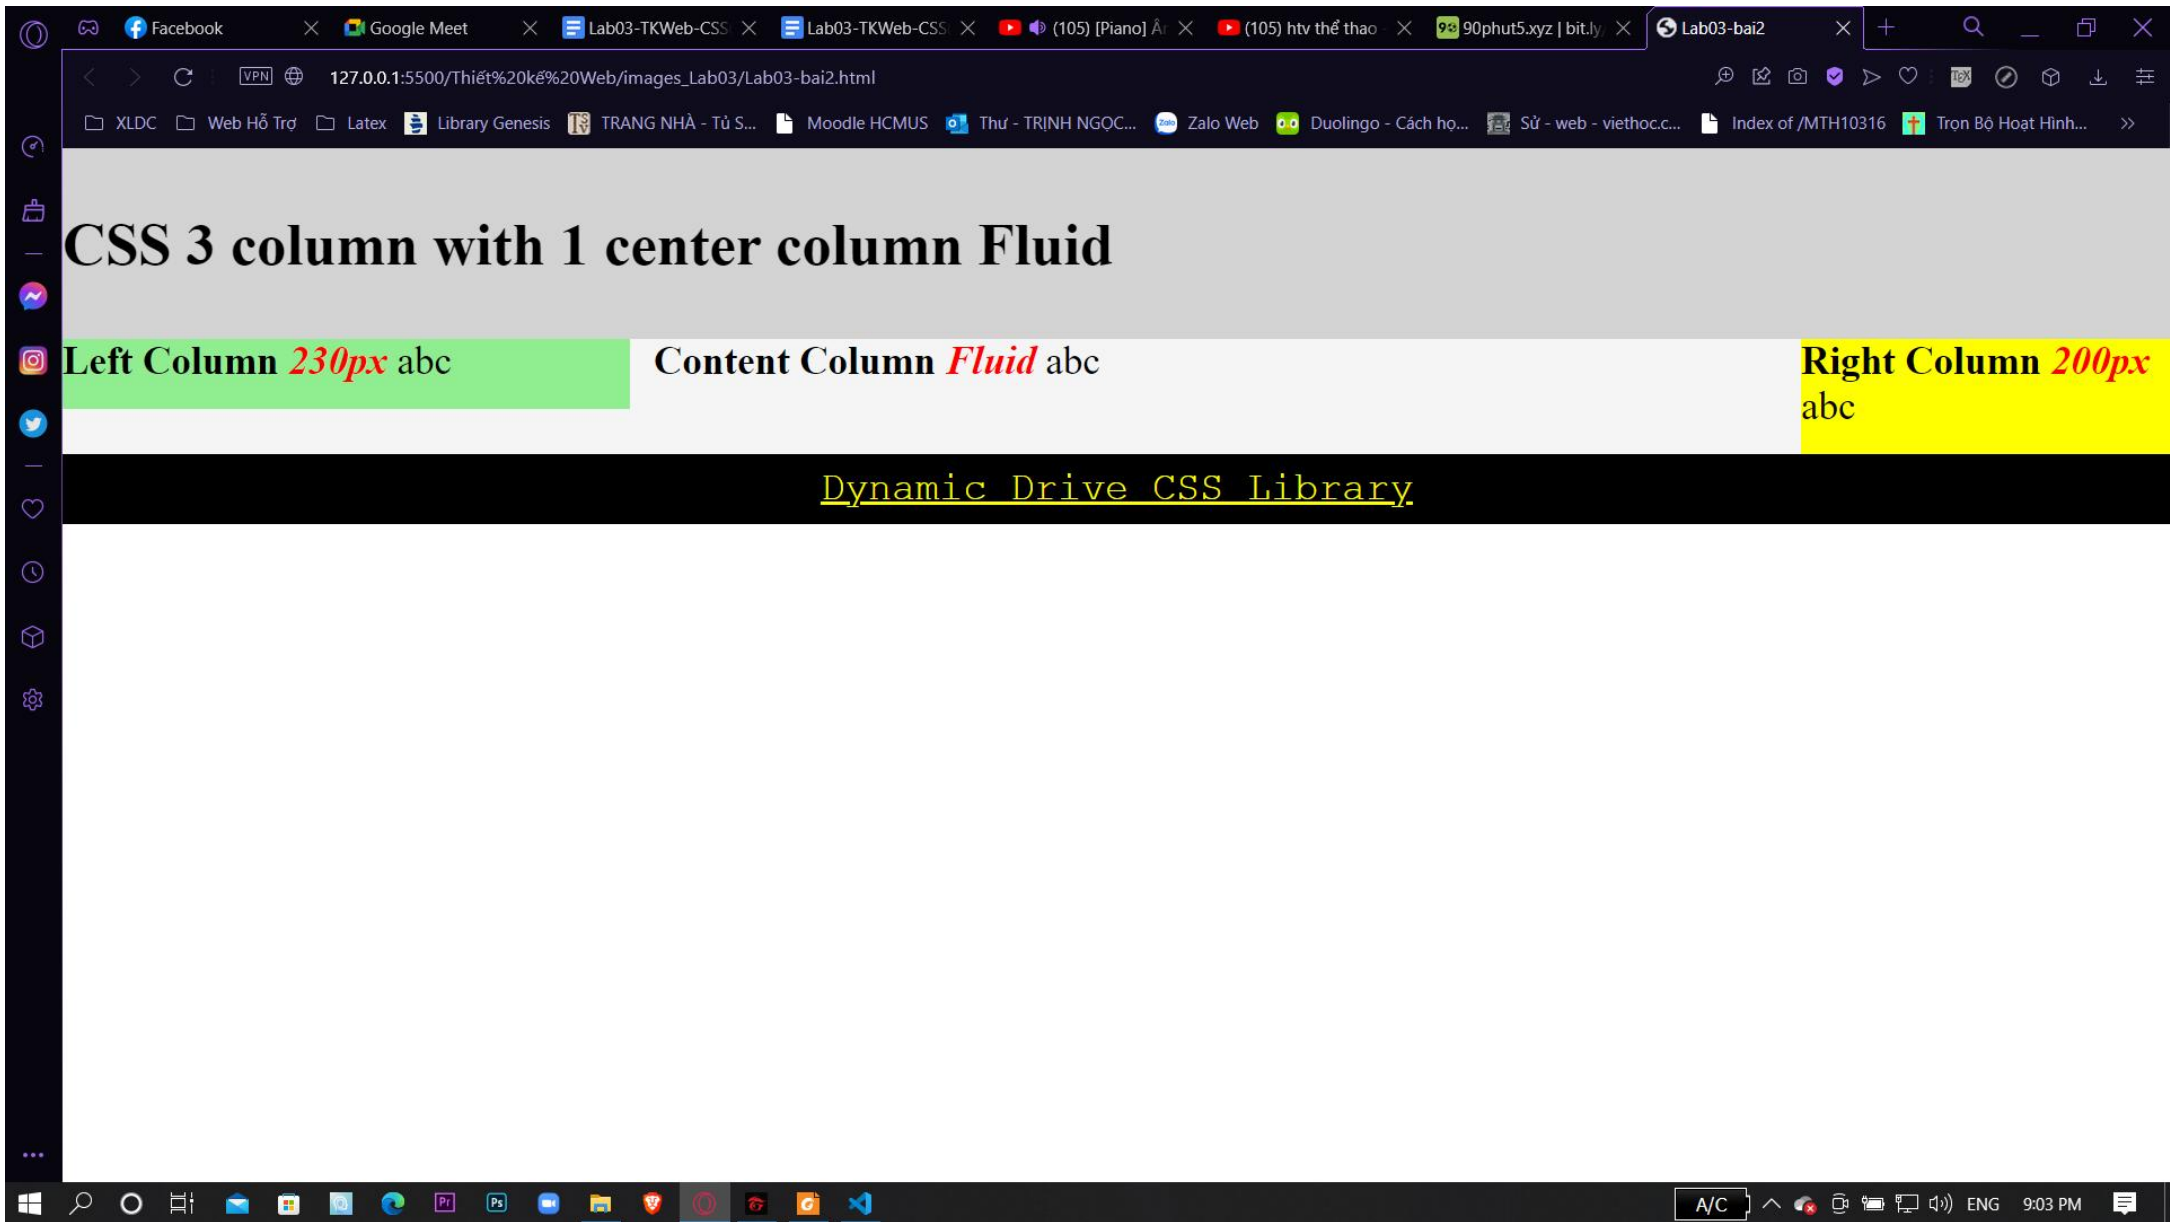 Facebook
Google Meet
Lab03-TKWeb-CSS
Lab03-TKWeb-CSS
(105) [Piano] Âr
(105) htv thể thao -
90phut5.xyz | bit.ly/
Lab03-bai2
VPN
127.0.0.1:5500/Thiết%20kế%20Web/images_Lab03/Lab03-bai2.html
XLDC
Web Hỗ Trợ
Latex
Library Genesis
TRANG NHÀ - Tủ S...
Moodle HCMUS
Thư - TRỊNH NGỌC...
Zalo Web
Duolingo - Cách họ...
Sử - web - viethoc.c...
Index of /MTH10316
Trọn Bộ Hoạt Hình...
CSS 3 column with 1 center column Fluid
Left Column 230px abc
Content Column Fluid abc
Right Column 200px
abc
Dynamic Drive CSS Library
A/C
ENG
9:03 PM